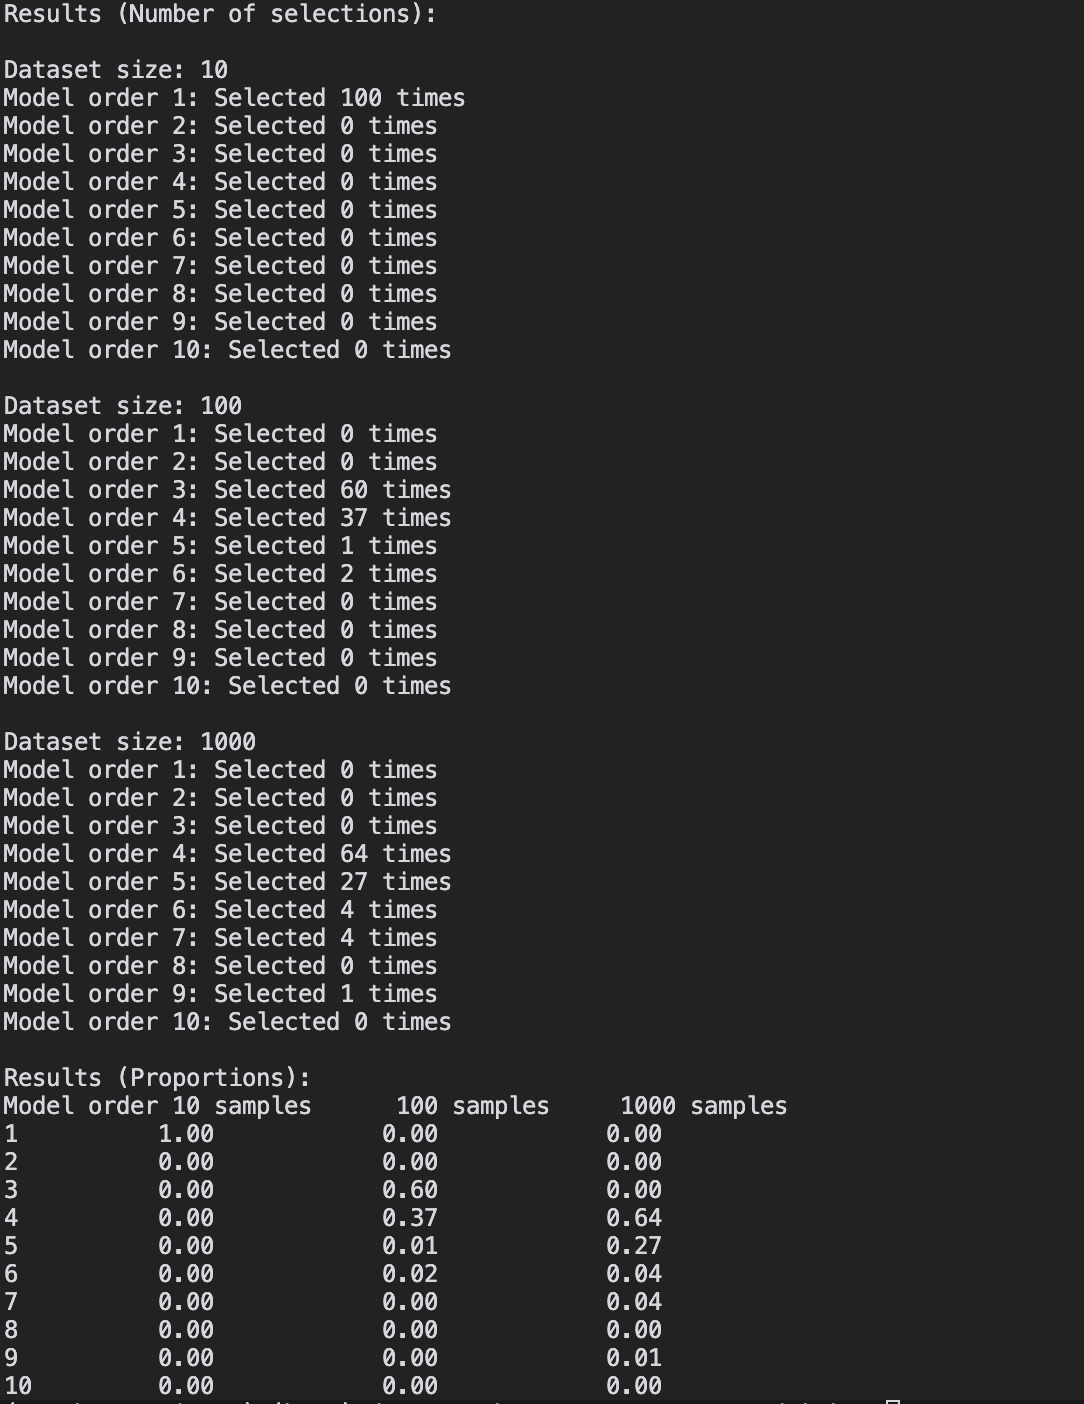 Results (Number of selections):
Dataset size: 10
Model order 1: Selected 100 times
Model order 2: Selected 0 times
Model order 3: Selected 0 times
Model order 4: Selected 0 times
Model order 5: Selected 0 times
Model order 6: Selected 0 times
Model order 7: Selected 0 times
Model order 8: Selected 0 times
Model order 9: Selected 0 times
Model order 10: Selected 0 times
Dataset size: 100
Model order 1: Selected 0 times
Model order 2: Selected 0 times
Model order 3: Selected 60 times
Model order 4: Selected 37 times
Model order 5: Selected 1 times
Model order 6: Selected 2 times
Model order 7: Selected 0 times
Model order 8: Selected 0 times
Model order 9: Selected 0 times
Model order 10: Selected 0 times
Dataset size: 1000
Model order 1: Selected 0 times
Model order 2: Selected 0 times
Model order 3: Selected 0 times
Model order 4: Selected 64 times
Model order 5: Selected 27 times
Model order 6: Selected 4 times
Model order 7: Selected 4 times
Model order 8: Selected 0 times
Model order 9: Selected 1 times
Model order 10: Selected 0 times
Results (Proportions):
Model order 10 samples      100 samples     1000 samples
1          1.00            0.00            0.00
2          0.00            0.00            0.00
3          0.00            0.60            0.00
4          0.00            0.37            0.64
5          0.00            0.01            0.27
6          0.00            0.02            0.04
7          0.00            0.00            0.04
8          0.00            0.00            0.00
9          0.00            0.00            0.01
10         0.00            0.00            0.00